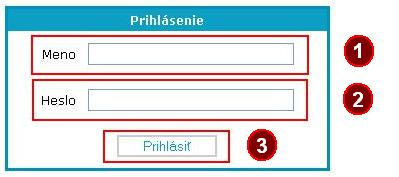 Prihlásenie
Meno 1
Heslo 2
Prihlásiť 3